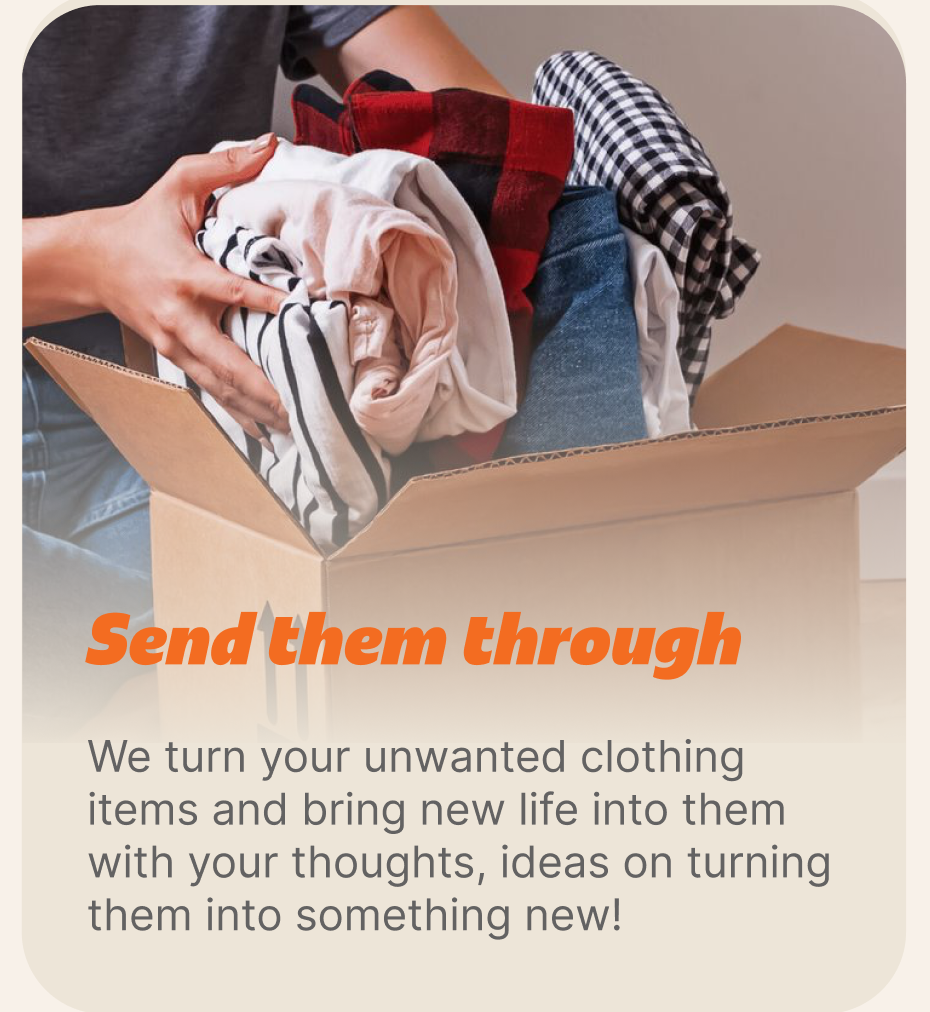 Send them through
We turn your unwanted clothing
items and bring new life into them
with your thoughts, ideas on turning
them into something new!